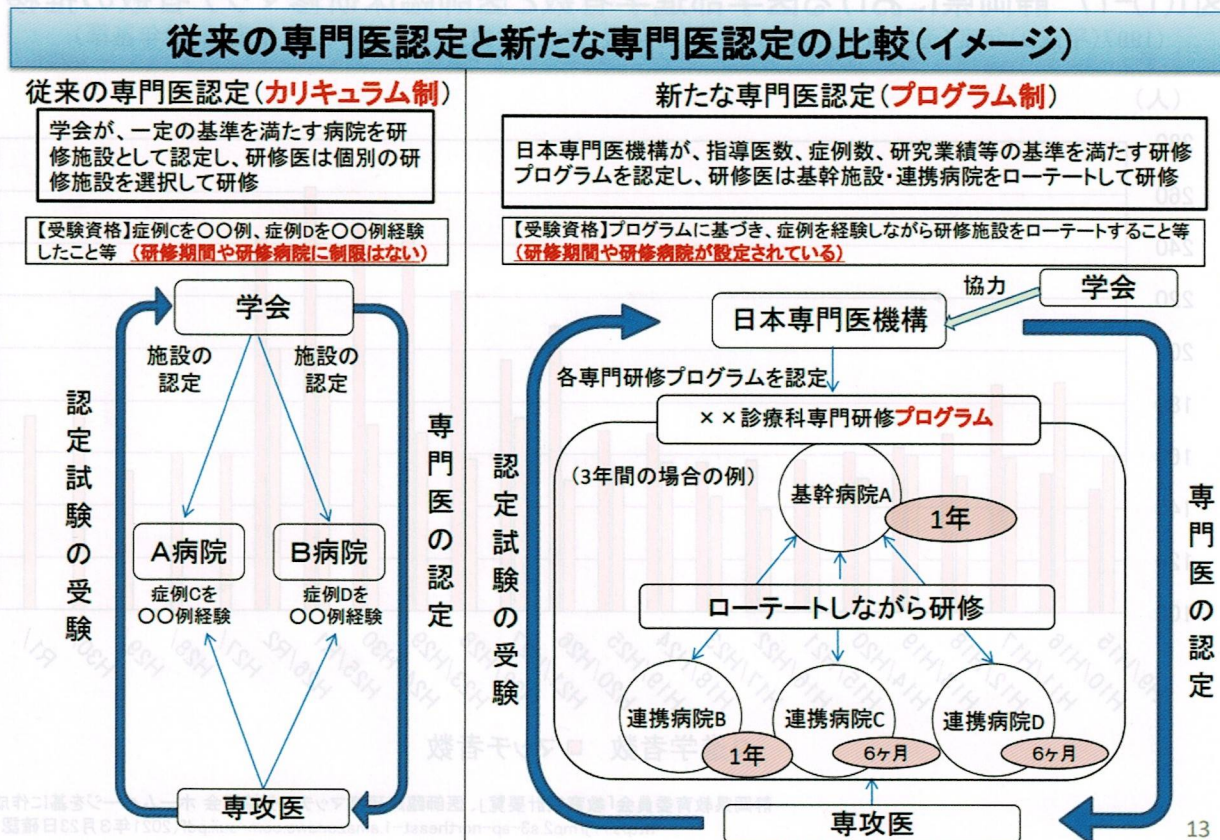 従来の専門医認定と新たな専門医認定の比較(イメージ)
従来の専門医認定(カリキュラム制)
学会が、一定の基準を満たす病院を研
修施設として認定し、研修医は個別の研
修施設を選択して研修
【受験資格】症例Cを〇〇例、症例Dを〇〇例経験
したこと等 (研修期間や研修病院に制限はない)
学会
施設の
認定
施設の
認定
認定試験の受験
専門医の認定
A病院
B病院
症例Cを
〇〇例経験
症例Dを
〇〇例経験
専攻医
新たな専門医認定(プログラム制)
日本専門医機構が、指導医数、症例数、研究業績等の基準を満たす研修
プログラムを認定し、研修医は基幹施設・連携病院をローテートして研修
【受験資格】プログラムに基づき、症例を経験しながら研修施設をローテートすること等
(研修期間や研修病院が設定されている)
協力
学会
日本専門医機構
各専門研修プログラムを認定
××診療科専門研修プログラム
(3年間の場合の例)
基幹病院A
1年
認定試験の受験
専門医の認定
ローテートしながら研修
連携病院B
1年
連携病院C
6ヶ月
連携病院D
6ヶ月
専攻医
13